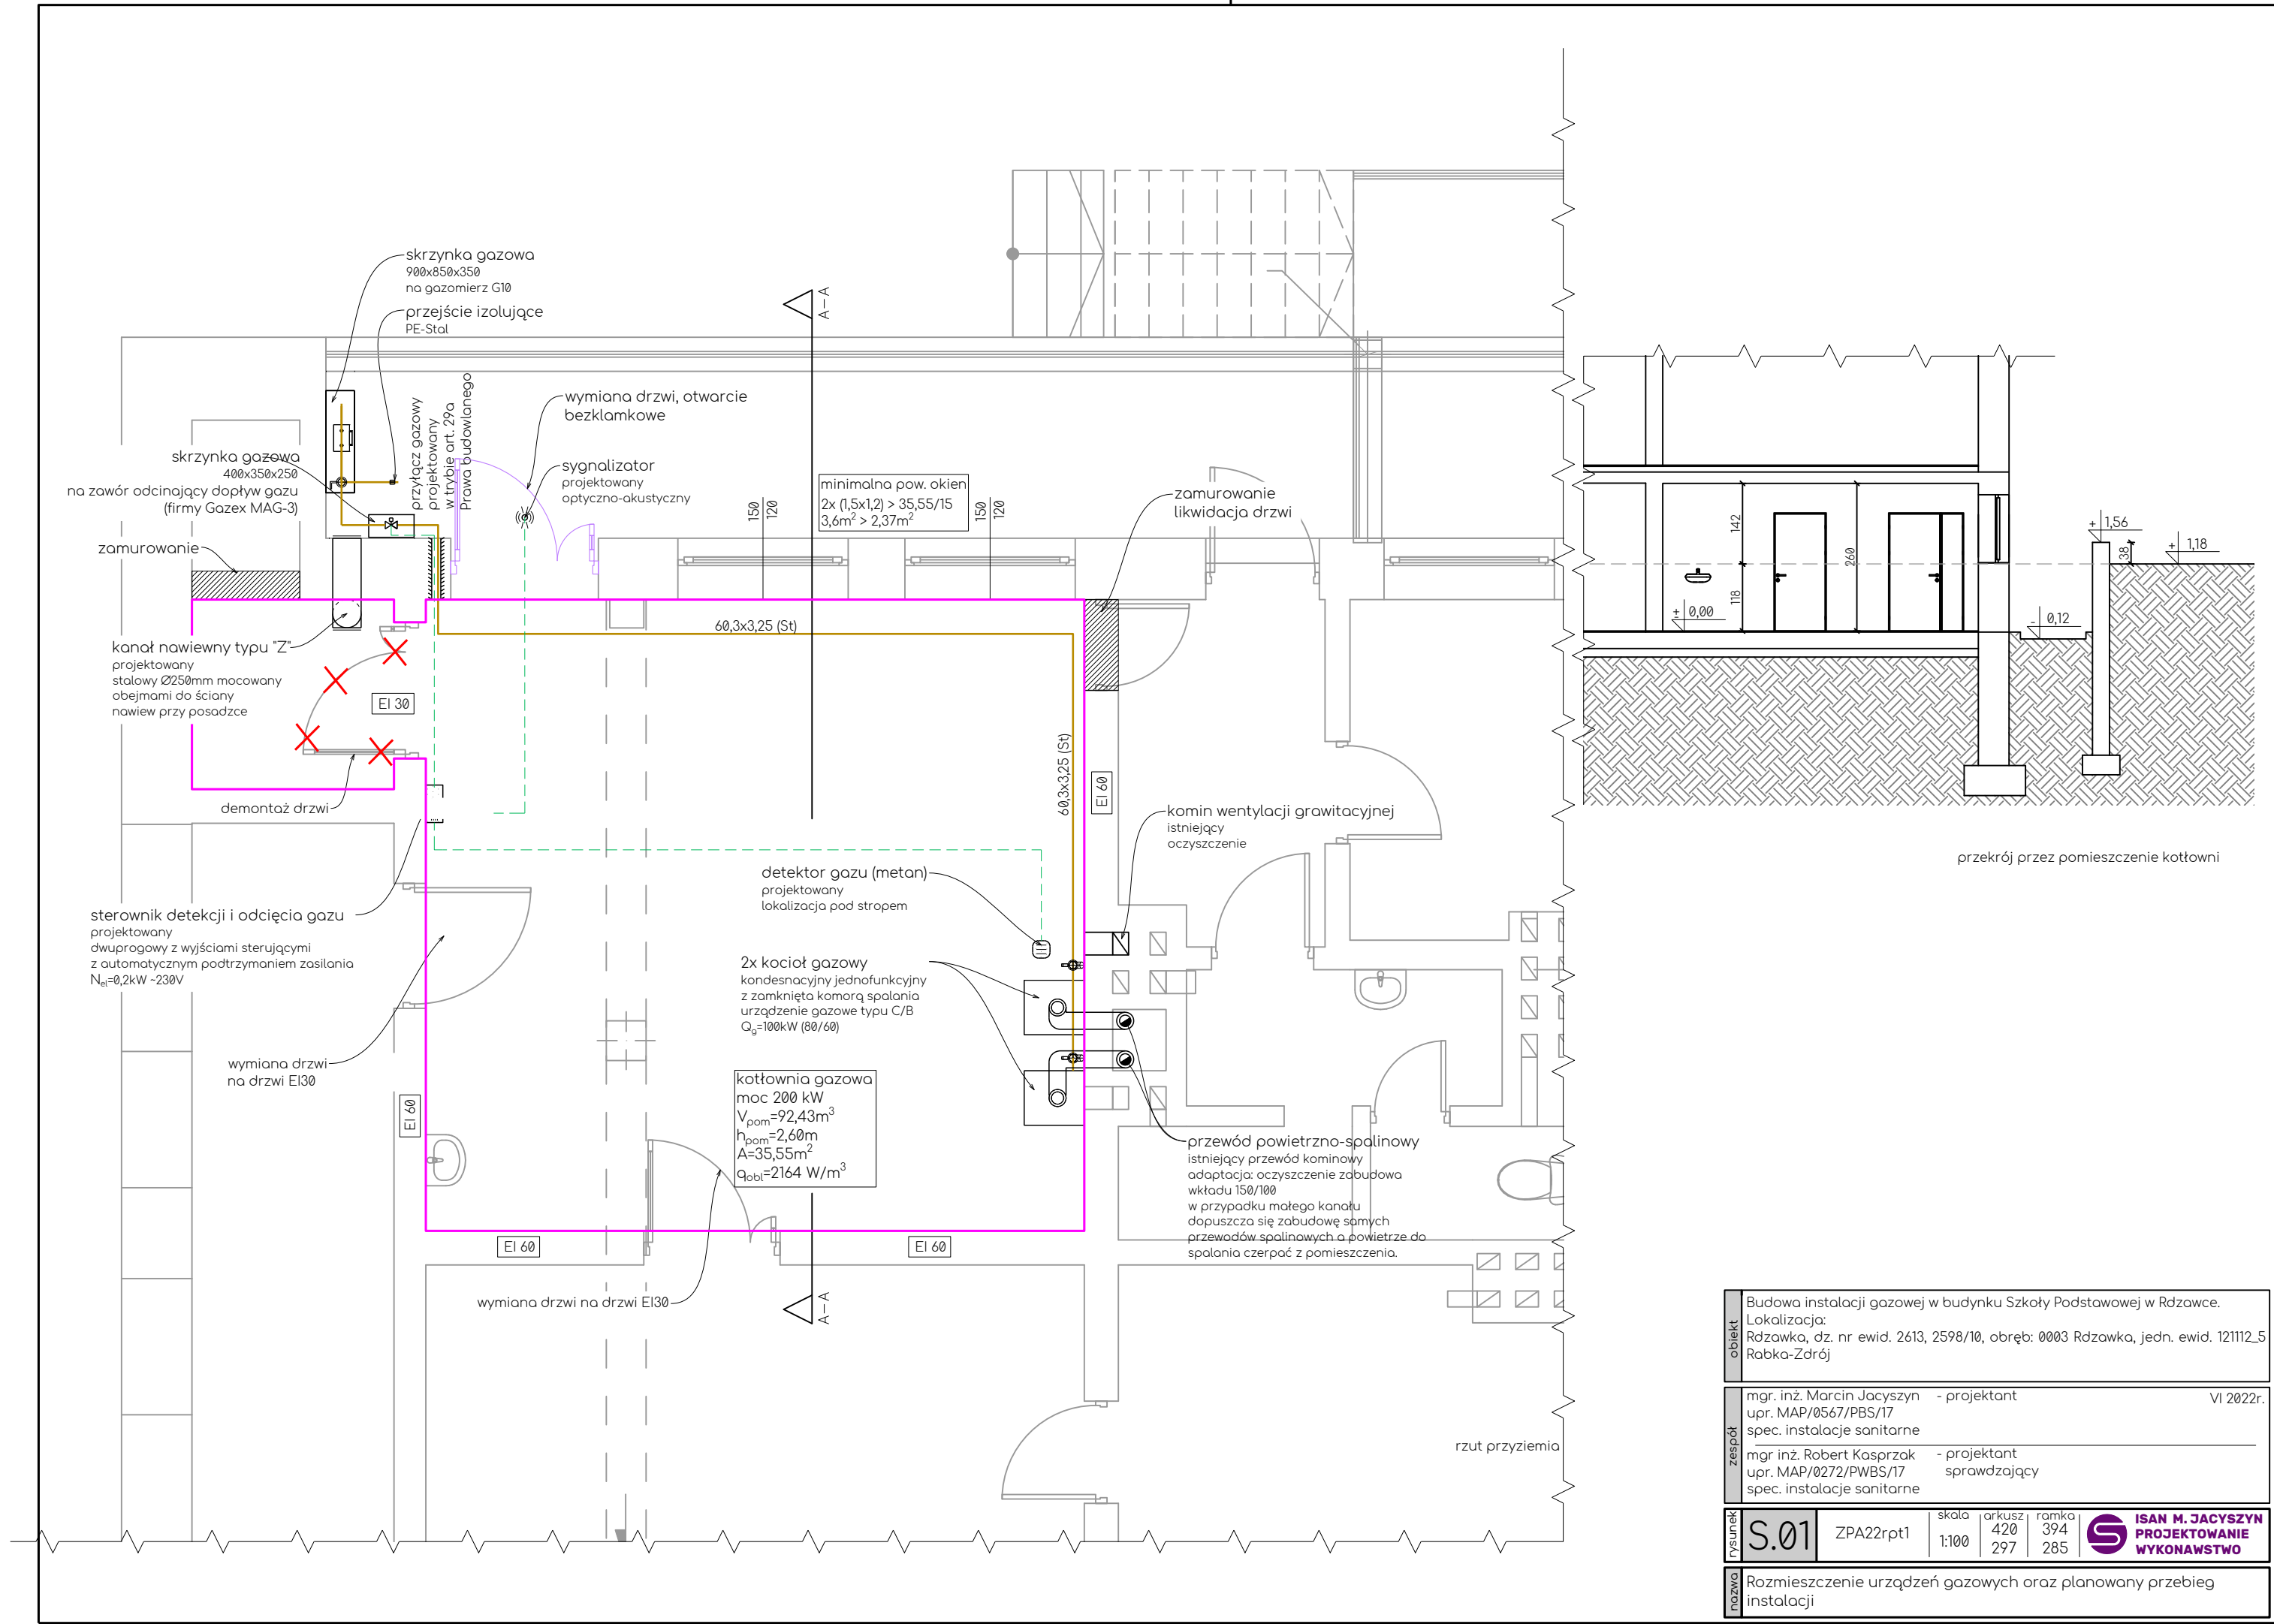 skrzynka gazowa
900x850x350
na gazomierz G10
przejście izolujące
PE-Stal
A-A
przyłącz gazowy
projektowany
w trybie art. 29a
Prawa budowlanego
wymiana drzwi, otwarcie
bezklamkowe
skrzynka gazowa
400x350x250
na zawór odcinający dopływ gazu
(firmy Gazex MAG-3)
sygnalizator
projektowany
optyczno-akustyczny
150
120
minimalna pow. okien
2x (1,5x1,2) > 35,55/15
3,6m² > 2,37m²
150
120
zamurowanie
likwidacja drzwi
zamurowanie
kanał nawiewny typu "Z"
projektowany
stalowy Ø250mm mocowany
obejmami do ściany
nawiew przy posadzce
EI 30
60,3x3,25 (St)
60,3x3,25 (St)
EI 60
demontaż drzwi
komin wentylacji grawitacyjnej
istniejący
oczyszczenie
detektor gazu (metan)
projektowany
lokalizacja pod stropem
sterownik detekcji i odcięcia gazu
projektowany
dwuprogowy z wyjściami sterującymi
z automatycznym podtrzymaniem zasilania
Nel=0,2kW ~230V
2x kocioł gazowy
kondesnacyjny jednofunkcyjny
z zamknięta komorą spalania
urządzenie gazowe typu C/B
Qg=100kW (80/60)
wymiana drzwi
na drzwi EI30
EI 60
kotłownia gazowa
moc 200 kW
Vpom=92,43m³
hpom=2,60m
A=35,55m²
qobl=2164 W/m³
przewód powietrzno-spalinowy
istniejący przewód kominowy
adaptacja: oczyszczenie zabudowa
wkładu 150/100
w przypadku małego kanału
dopuszcza się zabudowę samych
przewodów spalinowych a powietrze do
spalania czerpać z pomieszczenia.
EI 60
EI 60
wymiana drzwi na drzwi EI30
A-A
rzut przyziemia
142
118
260
± 0,00
- 0,12
+ 1,56
38
+ 1,18
przekrój przez pomieszczenie kotłowni
obiekt
Budowa instalacji gazowej w budynku Szkoły Podstawowej w Rdzawce.
Lokalizacja:
Rdzawka, dz. nr ewid. 2613, 2598/10, obręb: 0003 Rdzawka, jedn. ewid. 121112_5
Rabka-Zdrój
zespół
mgr. inż. Marcin Jacyszyn - projektant VI 2022r.
upr. MAP/0567/PBS/17
spec. instalacje sanitarne
mgr inż. Robert Kasprzak - projektant
upr. MAP/0272/PWBS/17 sprawdzający
spec. instalacje sanitarne
rysunek
S.01
ZPA22rpt1
skala
1:100
arkusz
420
297
ramka
394
285
ISAN M. JACYSZYN
PROJEKTOWANIE
WYKONAWSTWO
nazwa
Rozmieszczenie urządzeń gazowych oraz planowany przebieg
instalacji